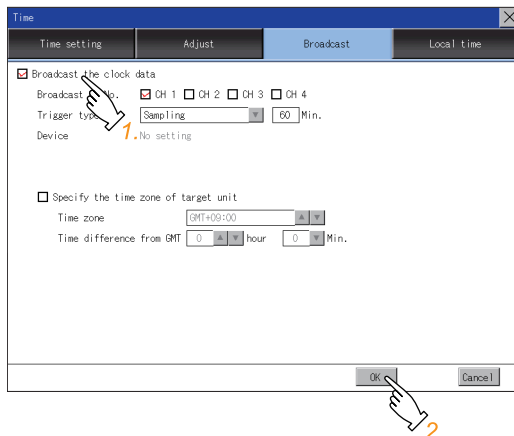 Time
Time setting Adjust Broadcast Local time
Broadcast the clock data
Broadcast No. CH 1 CH 2 CH 3 CH 4
Trigger type Sampling 60 Min.
1.
Device No setting
Specify the time zone of target unit
Time zone GMT+09:00
Time difference from GMT 0 hour 0 Min.
OK Cancel
2